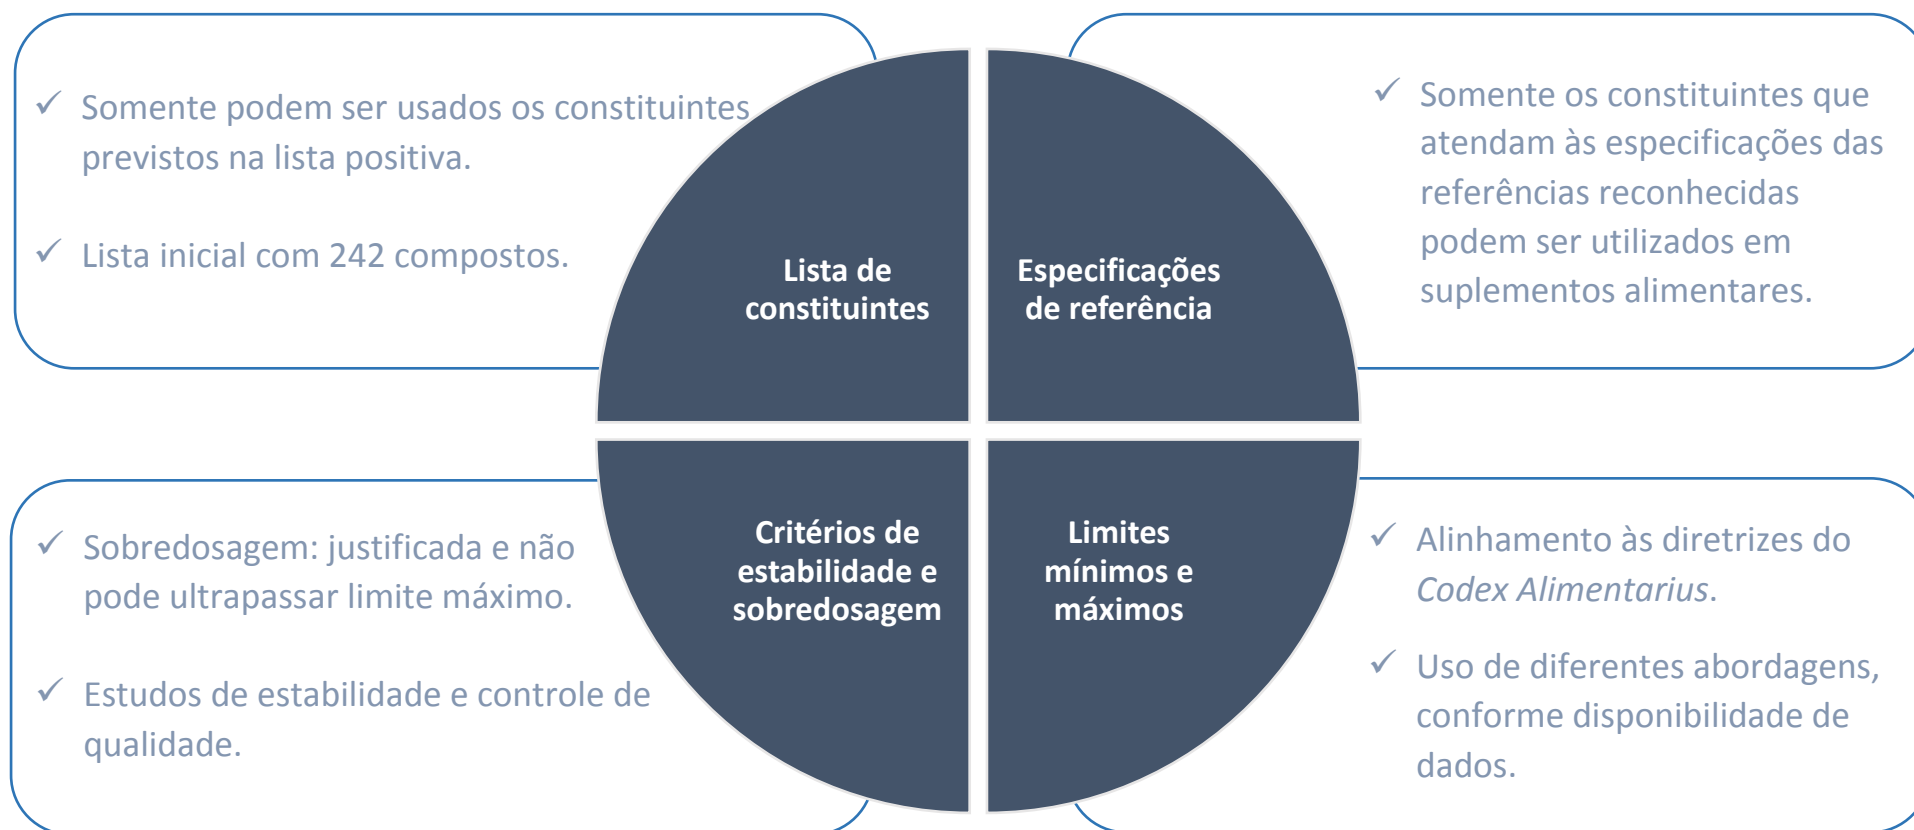 ✓ Somente podem ser usados os constituintes
previstos na lista positiva.
✓ Lista inicial com 242 compostos.
Lista de
constituintes
Especificações
de referência
✓ Somente os constituintes que
atendam às especificações das
referências reconhecidas
podem ser utilizados em
suplementos alimentares.
✓ Sobredosagem: justificada e não
pode ultrapassar limite máximo.
✓ Estudos de estabilidade e controle de
qualidade.
Critérios de
estabilidade e
sobredosagem
Limites
mínimos e
máximos
✓ Alinhamento às diretrizes do
Codex Alimentarius.
✓ Uso de diferentes abordagens,
conforme disponibilidade de
dados.